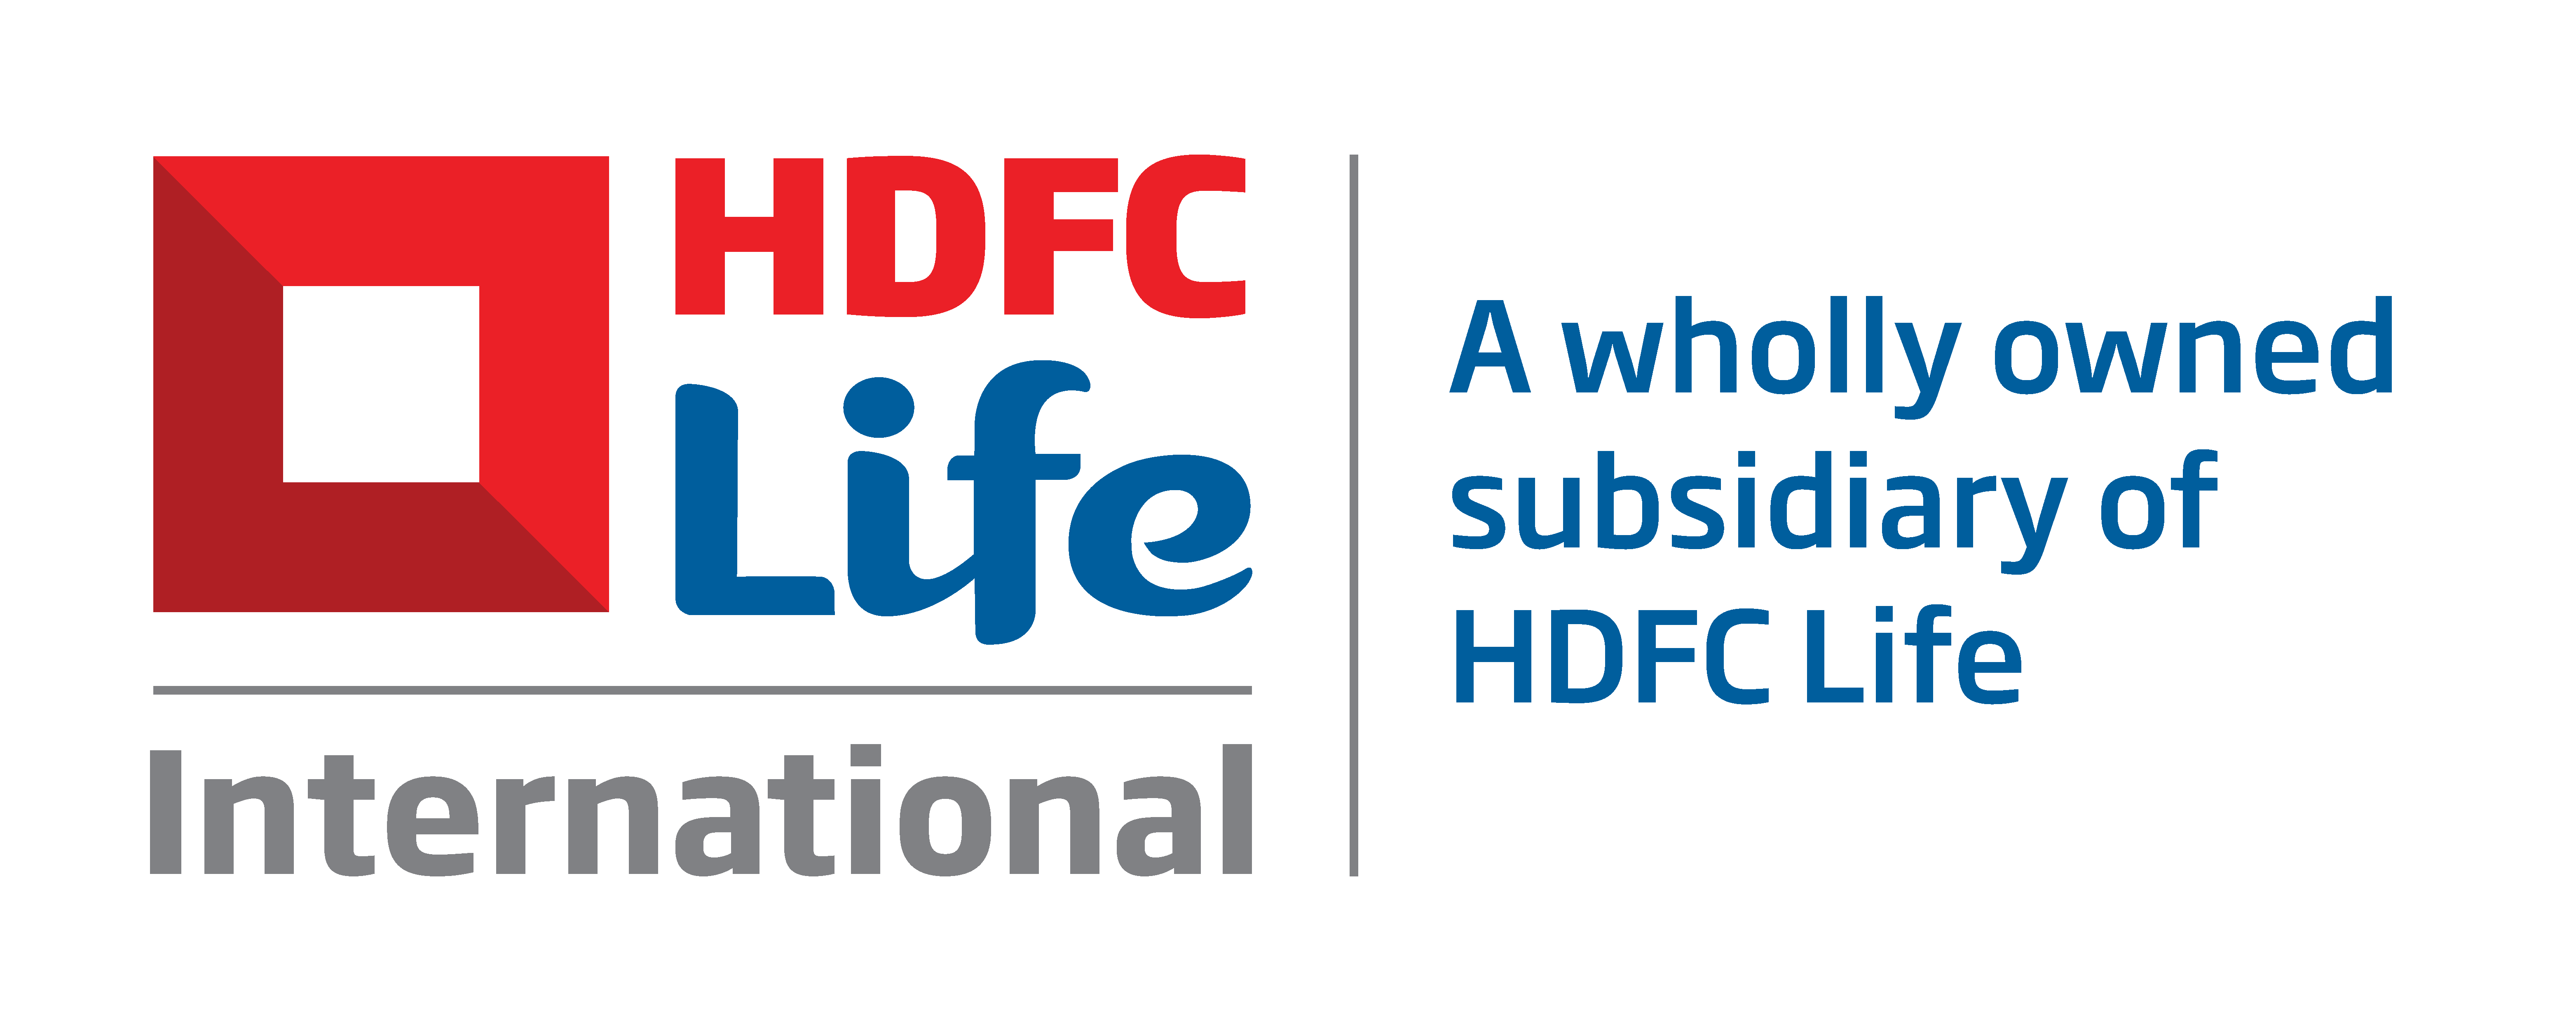 HDFC
Life
International
A wholly owned
subsidiary of
HDFC Life